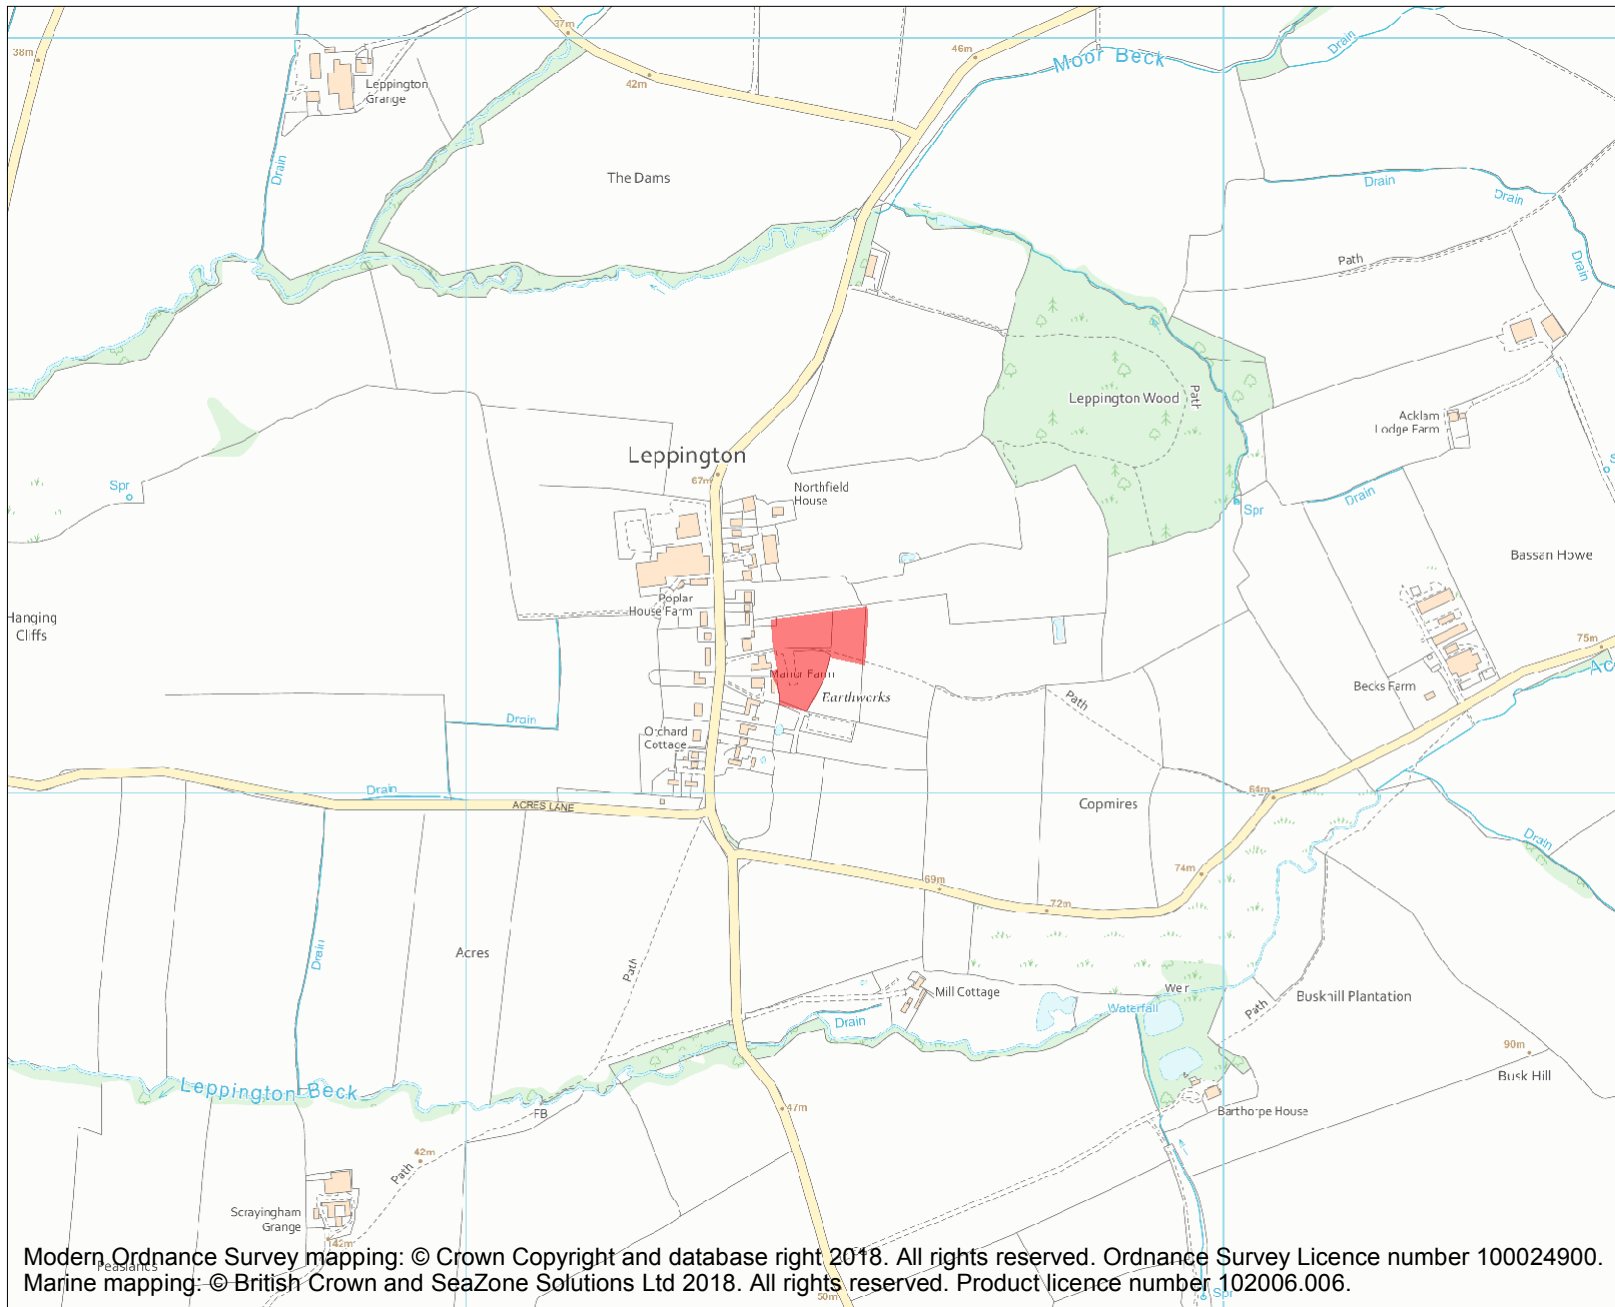 37m
38m
46m
Moor Beck
Drain
Leppington
Grange
42m
Drain
The Dams
Drain
Drain
Path
Drain
Leppington Wood
Path
Acklam
Lodge Farm
Leppington
67m
Spr
Northfield
House
Drain
Spr
Bassan Howe
Poplar
House Farm
Hanging
Cliffs
75m
Manor Farm
Becks Farm
Earthworks
Path
Drain
Orchard
Cottage
Drain
ACRES LANE
64m
Copmires
Drain
74m
69m
72m
Acres
Drain
Path
Mill Cottage
Weir
Waterfall
Path
Buskhill Plantation
Drain
90m
Busk Hill
Leppington Beck
FB
47m
Barthorpe House
42m
Path
Scrayingham
Grange
42m
Modern Ordnance Survey mapping: © Crown Copyright and database right 2018. All rights reserved. Ordnance Survey Licence number 100024900.
Peaslands
Marine mapping: © British Crown and SeaZone Solutions Ltd 2018. All rights reserved. Product licence number 102006.006.
50m
Spr